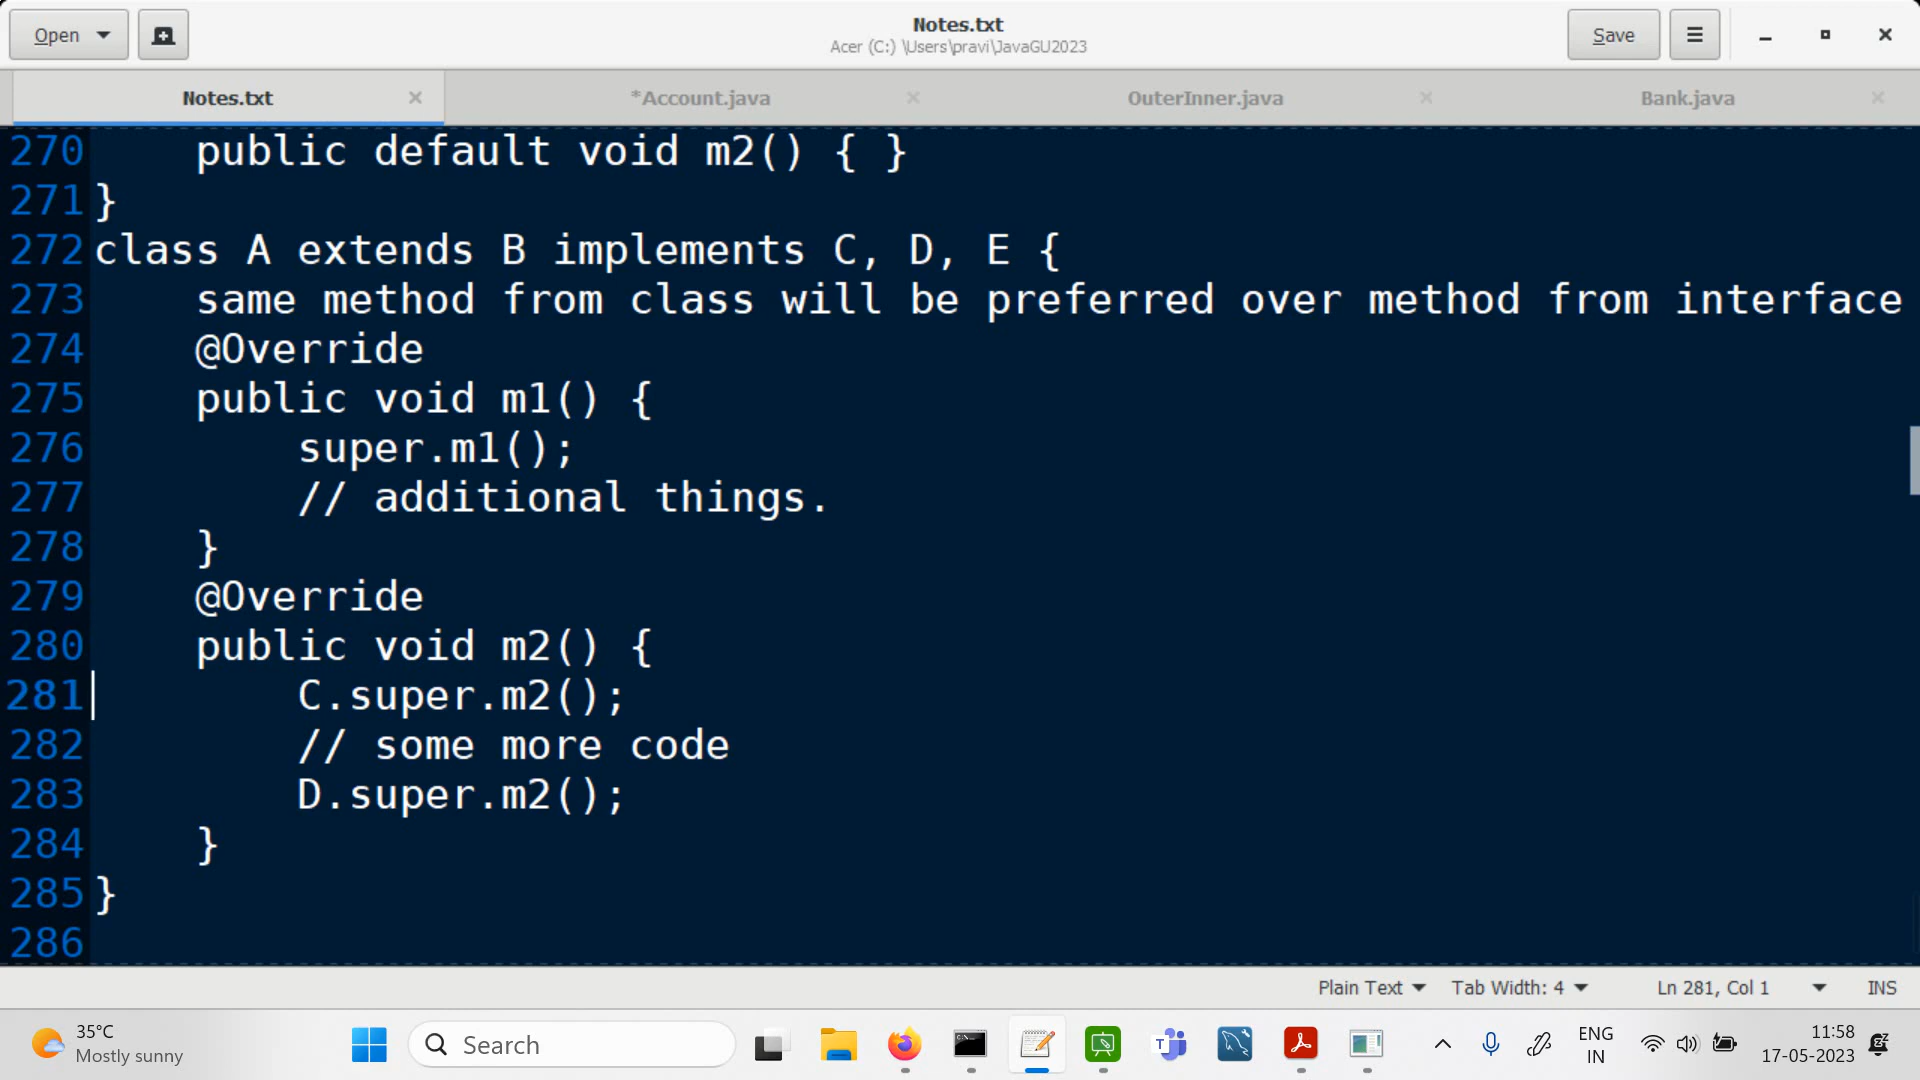 Open
Notes.txt
Acer (C:) \Users\pravi\JavaGU2023
Save
Notes.txt
*Account.java
OuterInner.java
Bank.java
270 public default void m2() { }
271 }
272 class A extends B implements C, D, E {
273 same method from class will be preferred over method from interface
274 @Override
275 public void m1() {
276 super.m1();
277 // additional things.
278 }
279 @Override
280 public void m2() {
281 C.super.m2();
282 // some more code
283 D.super.m2();
284 }
285 }
286
Plain Text
Tab Width: 4
Ln 281, Col 1
INS
35°C
Mostly sunny
Search
ENG
IN
11:58
17-05-2023